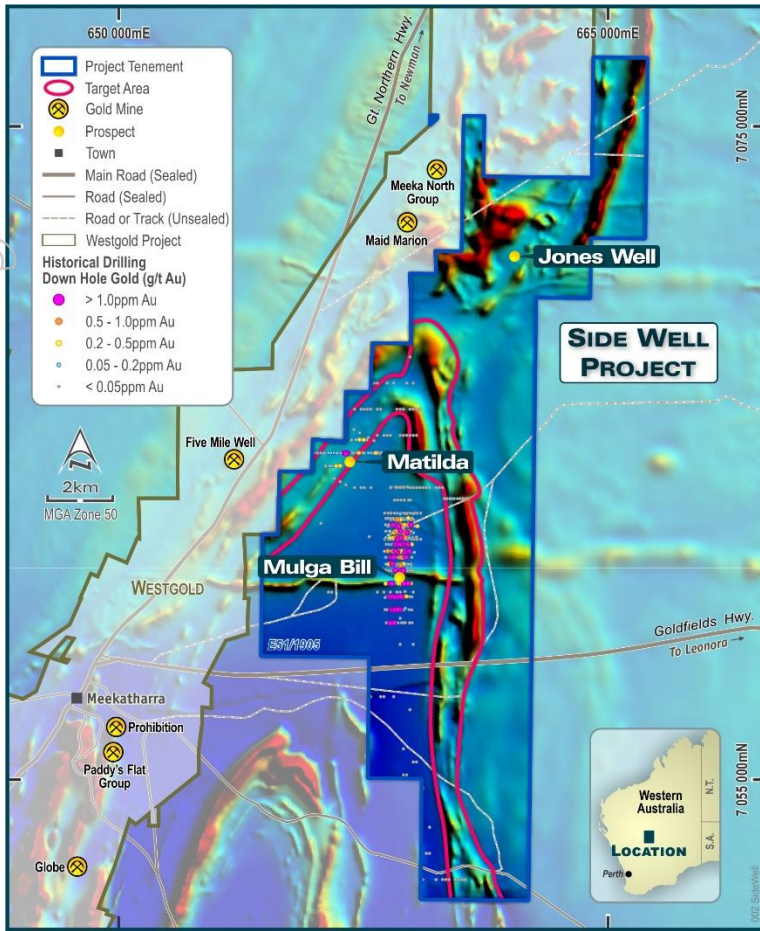 650 000mE
665 000mE
Project Tenement
Target Area
Gold Mine
Prospect
Town
Main Road (Sealed)
Road (Sealed)
Road or Track (Unsealed)
Westgold Project
Historical Drilling
Down Hole Gold (g/t Au)
> 1.0ppm Au
0.5 - 1.0ppm Au
0.2 - 0.5ppm Au
0.05 - 0.2ppm Au
< 0.05ppm Au
N
2km
MGA Zone 50
Gt. Northern Hwy.
To Newman
7 075 000mN
Meeka North
Group
Maid Marion
Jones Well
SIDE WELL
PROJECT
Five Mile Well
Matilda
Mulga Bill
WESTGOLD
E51/1905
Goldfields Hwy.
To Leonora
Meekatharra
Prohibition
Paddy's Flat
Group
Globe
7 055 000mN
Western
Australia
N.T.
S.A.
LOCATION
Perth
002 SideWell